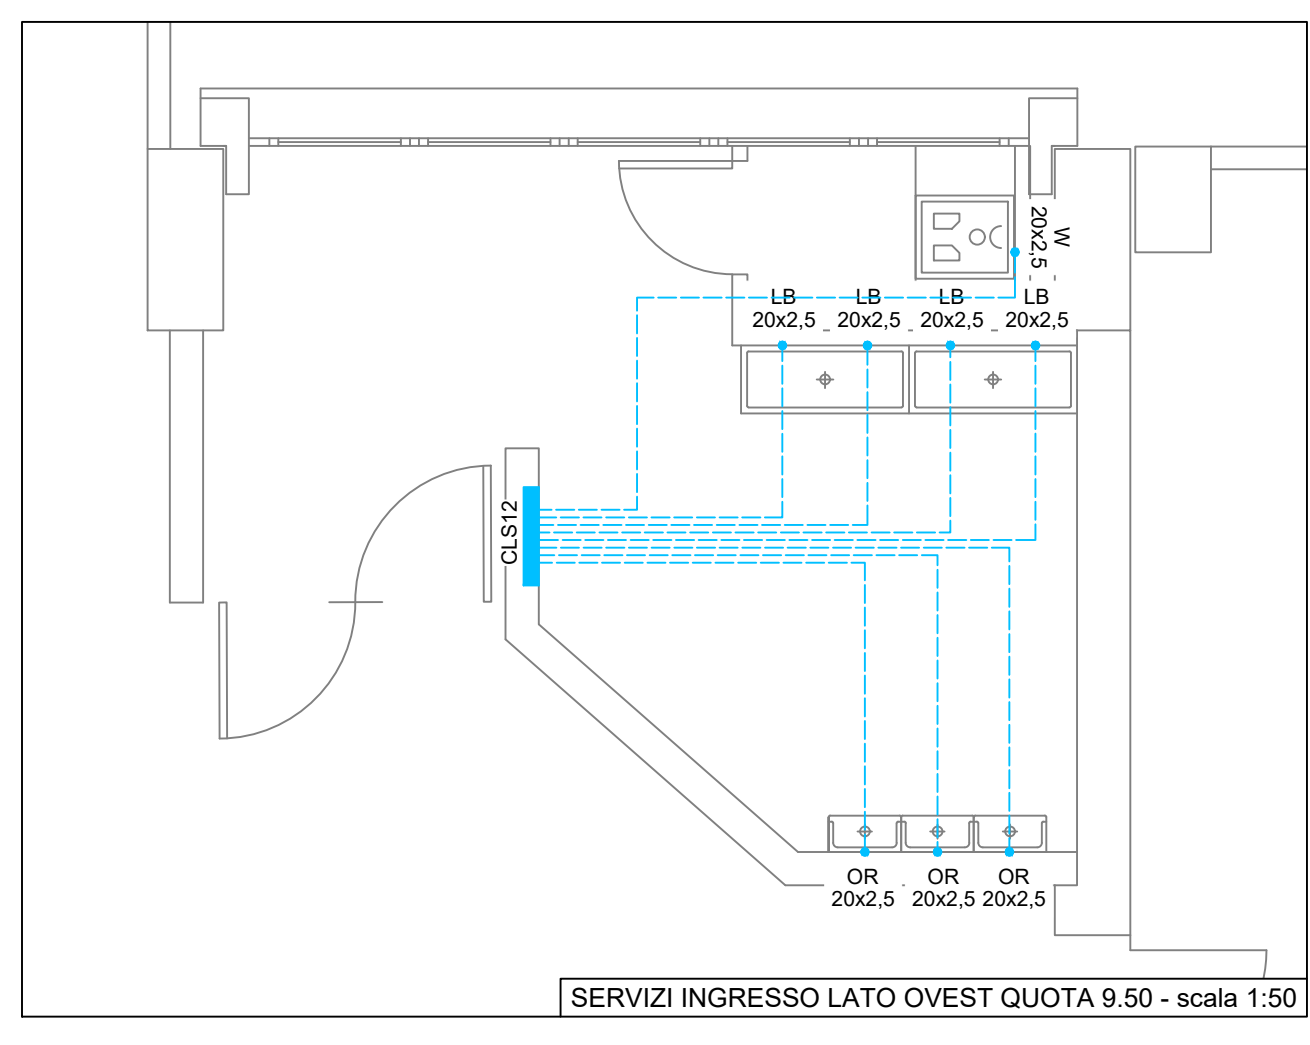 W
20x2,5
LB
20x2,5
LB
20x2,5
LB
20x2,5
LB
20x2,5
CLS12
OR
20x2,5
OR
20x2,5
OR
20x2,5
SERVIZI INGRESSO LATO OVEST QUOTA 9.50 - scala 1:50